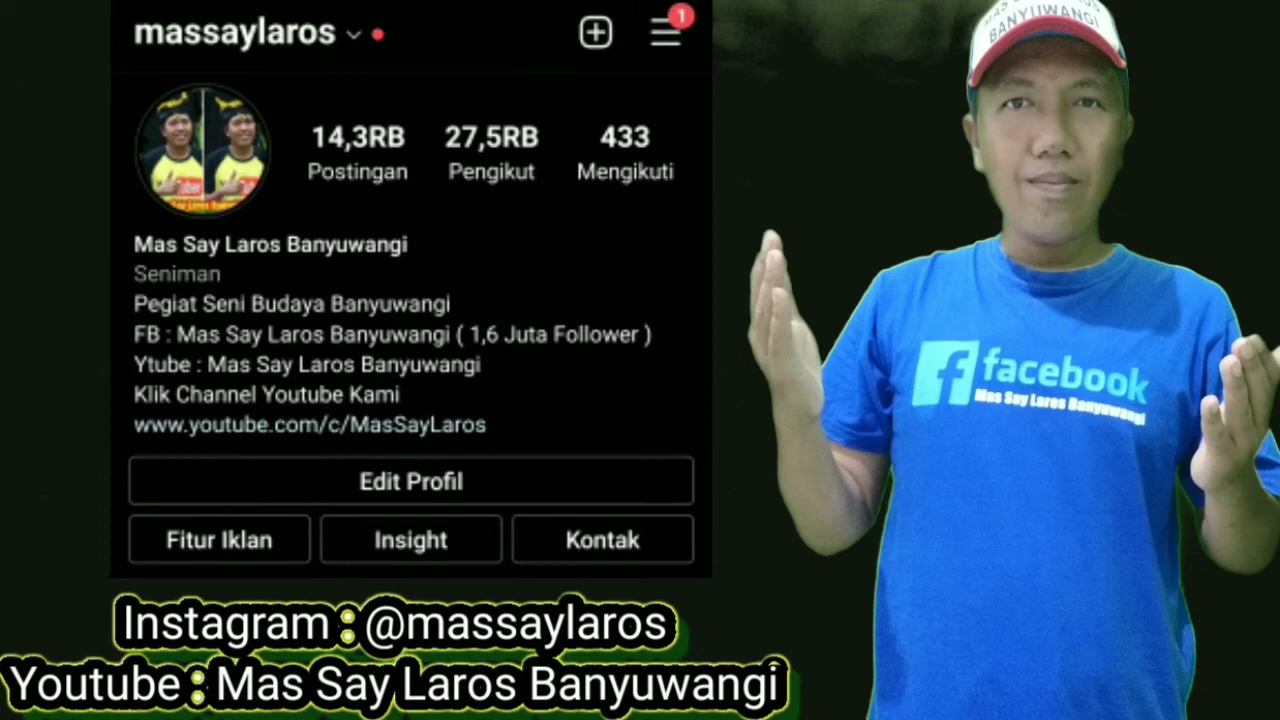 massaylaros
1
14,3RB
27,5RB
433
Postingan
Pengikut
Mengikuti
Mas Say Laros Banyuwangi
Seniman
Pegiat Seni Budaya Banyuwangi
FB : Mas Say Laros Banyuwangi ( 1,6 Juta Follower )
Ytube : Mas Say Laros Banyuwangi
Klik Channel Youtube Kami
www.youtube.com/c/MasSayLaros
Edit Profil
Fitur Iklan
Insight
Kontak
Instagram : @massaylaros
Youtube : Mas Say Laros Banyuwangi
BANYUWANGI
f facebook
Mas Say Laros Banyuwangi